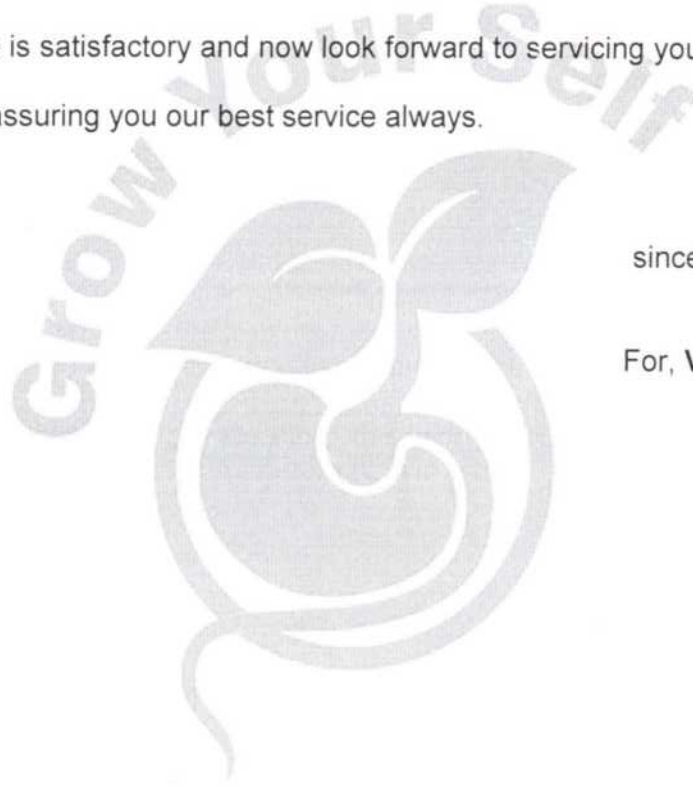 is satisfactory and now look forward to servicing you
assuring you our best service always.
Grow Your Self
since
For,